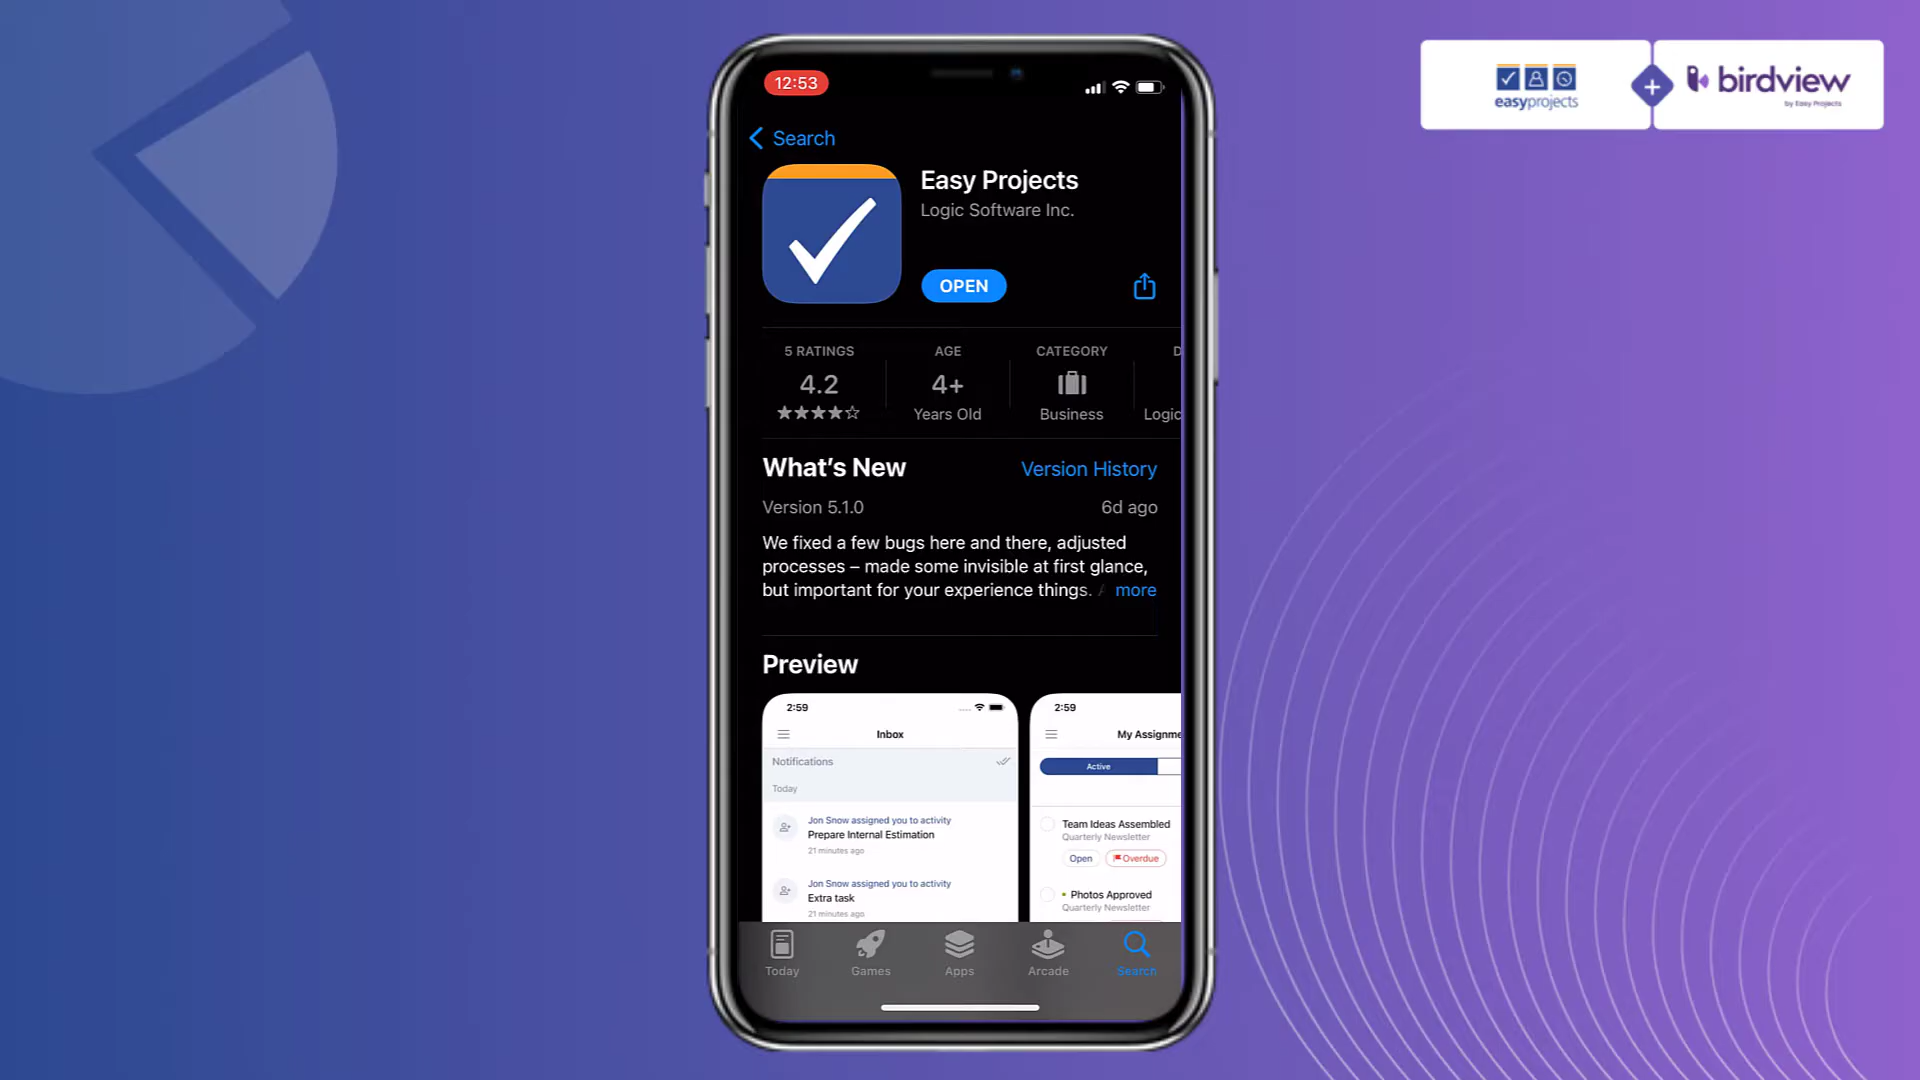 12:53
Search
Easy Projects
Logic Software Inc.
OPEN
5 RATINGS
4.2
AGE
4+
Years Old
CATEGORY
Business
D
Logic
What's New
Version History
Version 5.1.0
6d ago
We fixed a few bugs here and there, adjusted
processes – made some invisible at first glance,
but important for your experience things. A more
Preview
2:59
Inbox
Notifications
Today
Jon Snow assigned you to activity
Prepare Internal Estimation
21 minutes ago
Jon Snow assigned you to activity
Extra task
21 minutes ago
2:59
My Assignme
Active
Team Ideas Assembled
Quarterly Newsletter
Open
Overdue
Photos Approved
Quarterly Newsletter
Today
Games
Apps
Arcade
Search
easyprojects
+
birdview
by Easy Projects